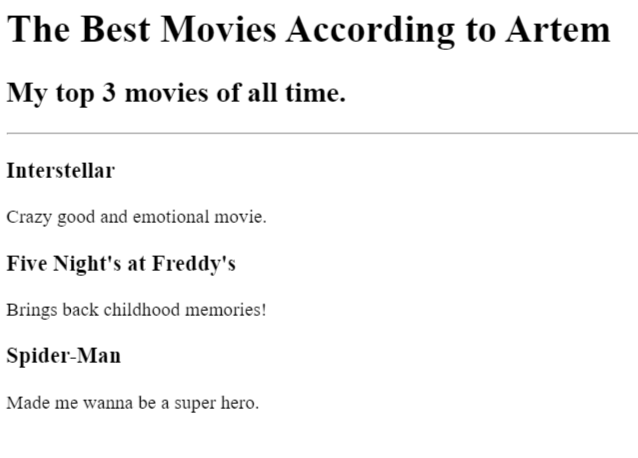 The Best Movies According to Artem
My top 3 movies of all time.
Interstellar
Crazy good and emotional movie.
Five Night's at Freddy's
Brings back childhood memories!
Spider-Man
Made me wanna be a super hero.